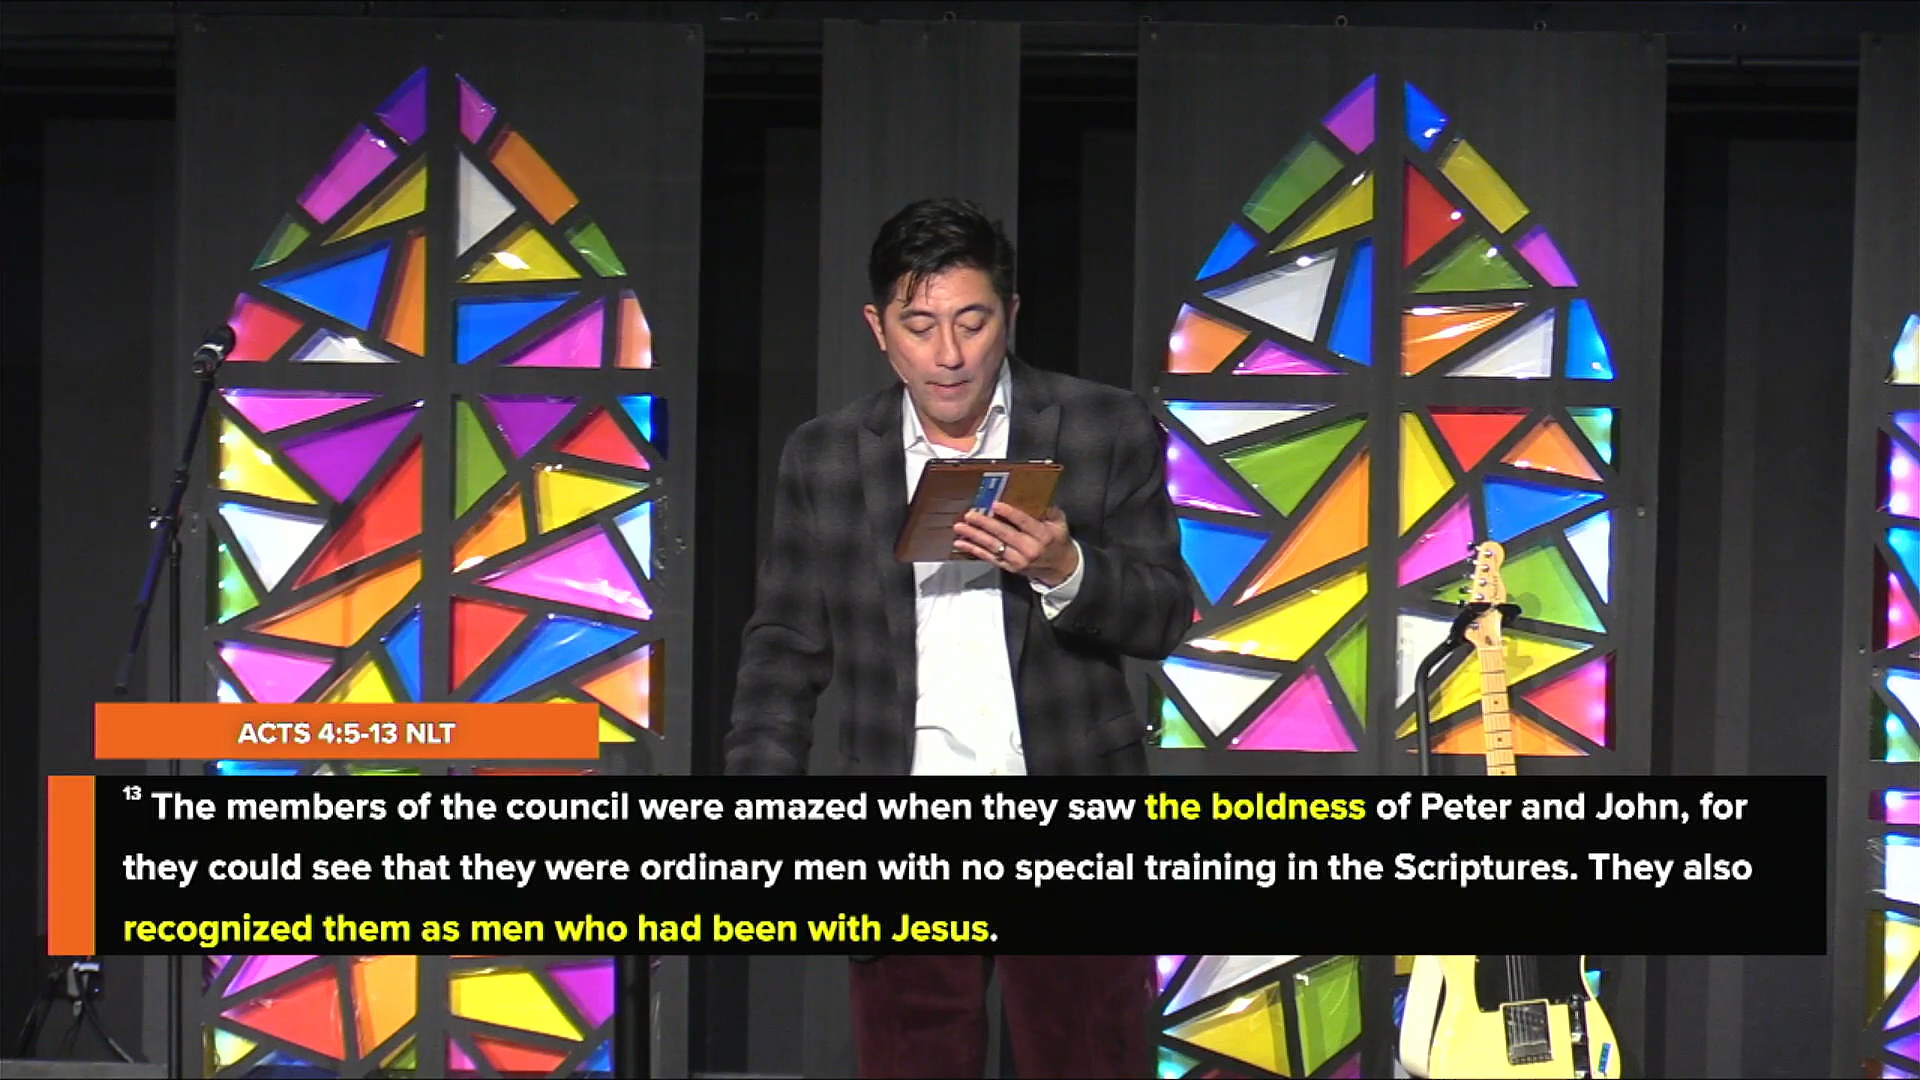 ACTS 4:5-13 NLT
13 The members of the council were amazed when they saw the boldness of Peter and John, for
they could see that they were ordinary men with no special training in the Scriptures. They also
recognized them as men who had been with Jesus.